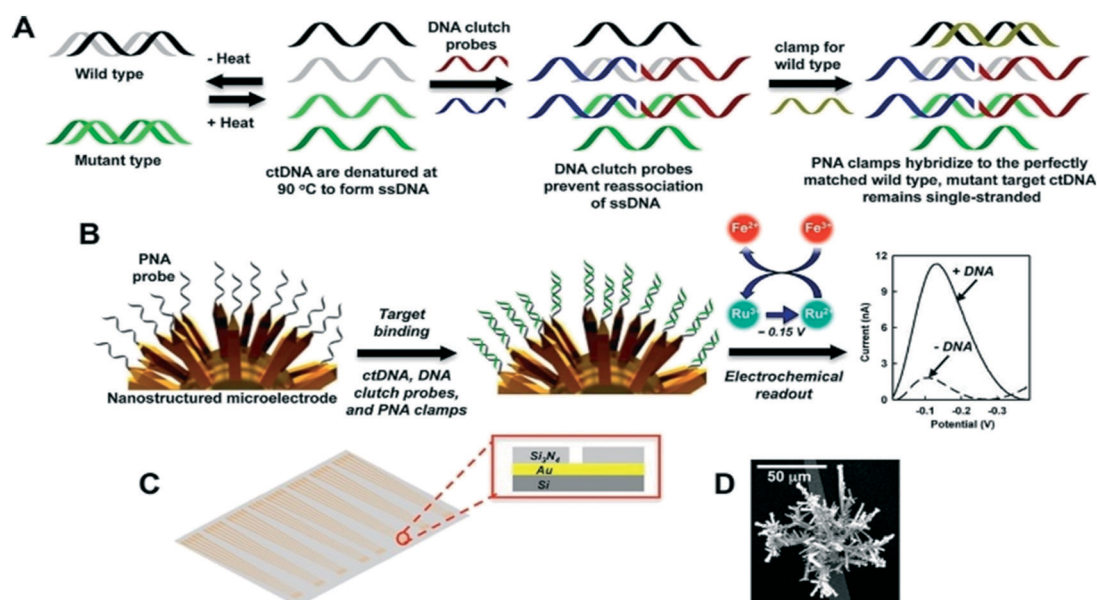 A
Wild type
Mutant type
- Heat
+ Heat
ctDNA are denatured at
90 °C to form ssDNA
DNA clutch
probes
DNA clutch probes
prevent reassociation
of ssDNA
clamp for
wild type
PNA clamps hybridize to the perfectly
matched wild type, mutant target ctDNA
remains single-stranded
B
PNA
probe
Nanostructured microelectrode
Target
binding
ctDNA, DNA
clutch probes,
and PNA clamps
Fe2+
Fe3+
Ru3-
Ru2-
– 0.15 V
Electrochemical
readout
12
9
6
3
0
Current (nA)
+ DNA
- DNA
-0.1
-0.2
-0.3
Potential (V)
C
Si3N4
Au
Si
D
50 µm